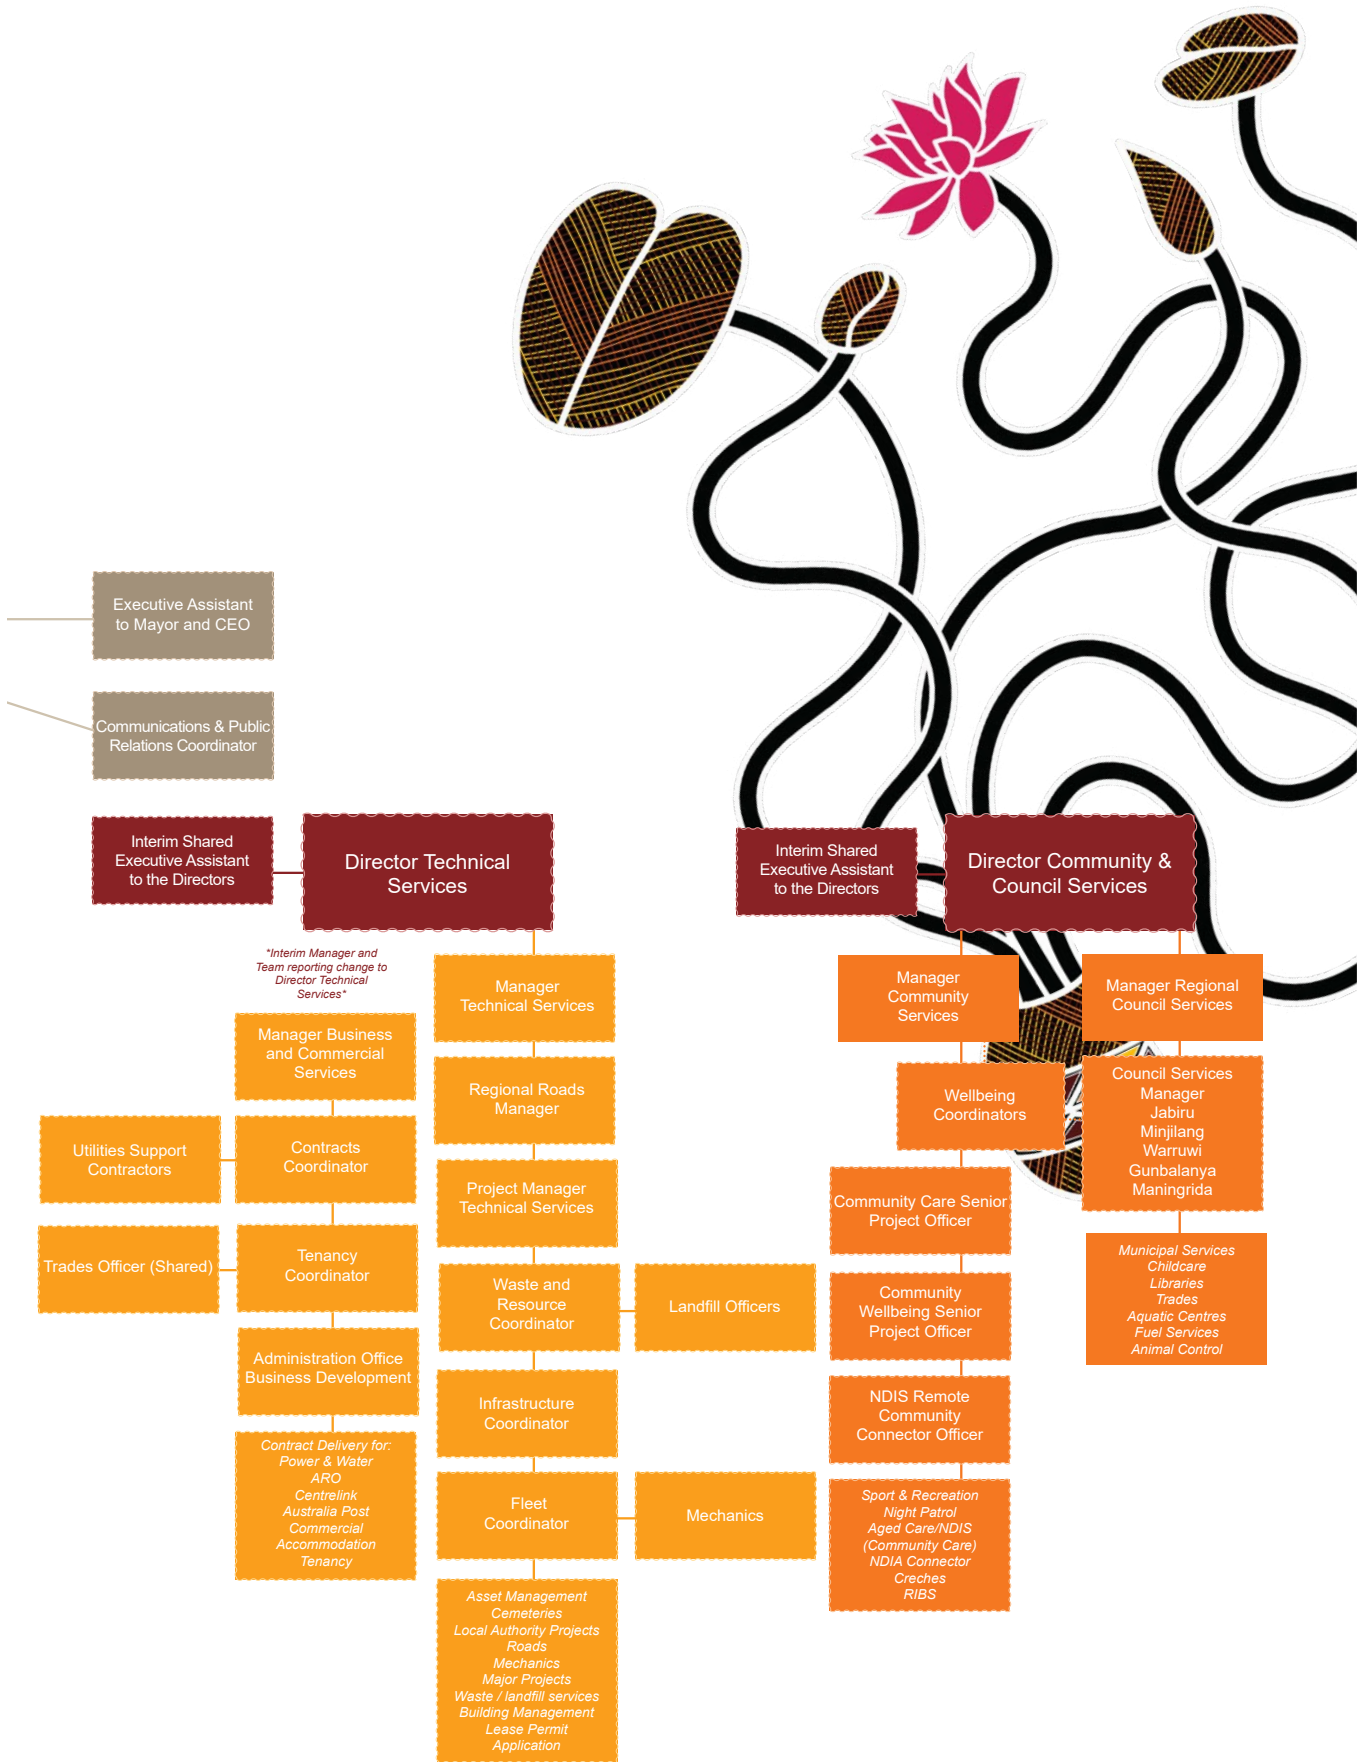 Executive Assistant
to Mayor and CEO
Communications & Public
Relations Coordinator
Interim Shared
Executive Assistant
to the Directors
Director Technical
Services
*Interim Manager and
Team reporting change to
Director Technical
Services*
Manager Business
and Commercial
Services
Utilities Support
Contractors
Contracts
Coordinator
Trades Officer (Shared)
Tenancy
Coordinator
Administration Office
Business Development
Contract Delivery for:
Power & Water
ARO
Centrelink
Australia Post
Commercial
Accommodation
Tenancy
Manager
Technical Services
Regional Roads
Manager
Project Manager
Technical Services
Waste and
Resource
Coordinator
Landfill Officers
Infrastructure
Coordinator
Fleet
Coordinator
Mechanics
Asset Management
Cemeteries
Local Authority Projects
Roads
Mechanics
Major Projects
Waste / landfill services
Building Management
Lease Permit
Application
Interim Shared
Executive Assistant
to the Directors
Director Community &
Council Services
Manager
Community
Services
Wellbeing
Coordinators
Community Care Senior
Project Officer
Community
Wellbeing Senior
Project Officer
NDIS Remote
Community
Connector Officer
Sport & Recreation
Night Patrol
Aged Care/NDIS
(Community Care)
NDIA Connector
Creches
RIBS
Manager Regional
Council Services
Council Services
Manager
Jabiru
Minjilang
Warruwi
Gunbalanya
Maningrida
Municipal Services
Childcare
Libraries
Trades
Aquatic Centres
Fuel Services
Animal Control